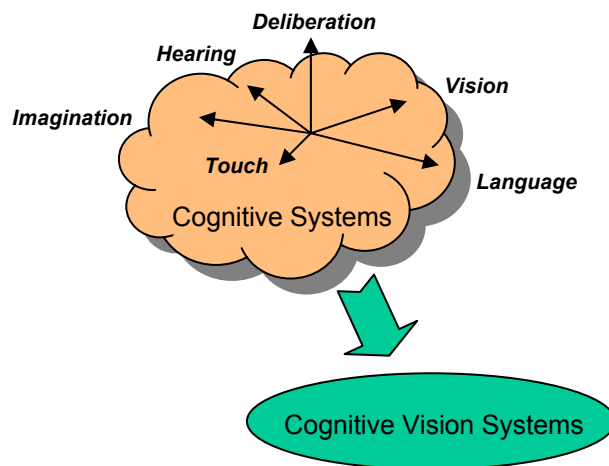 Deliberation
Hearing
Vision
Imagination
Touch
Language
Cognitive Systems
Cognitive Vision Systems